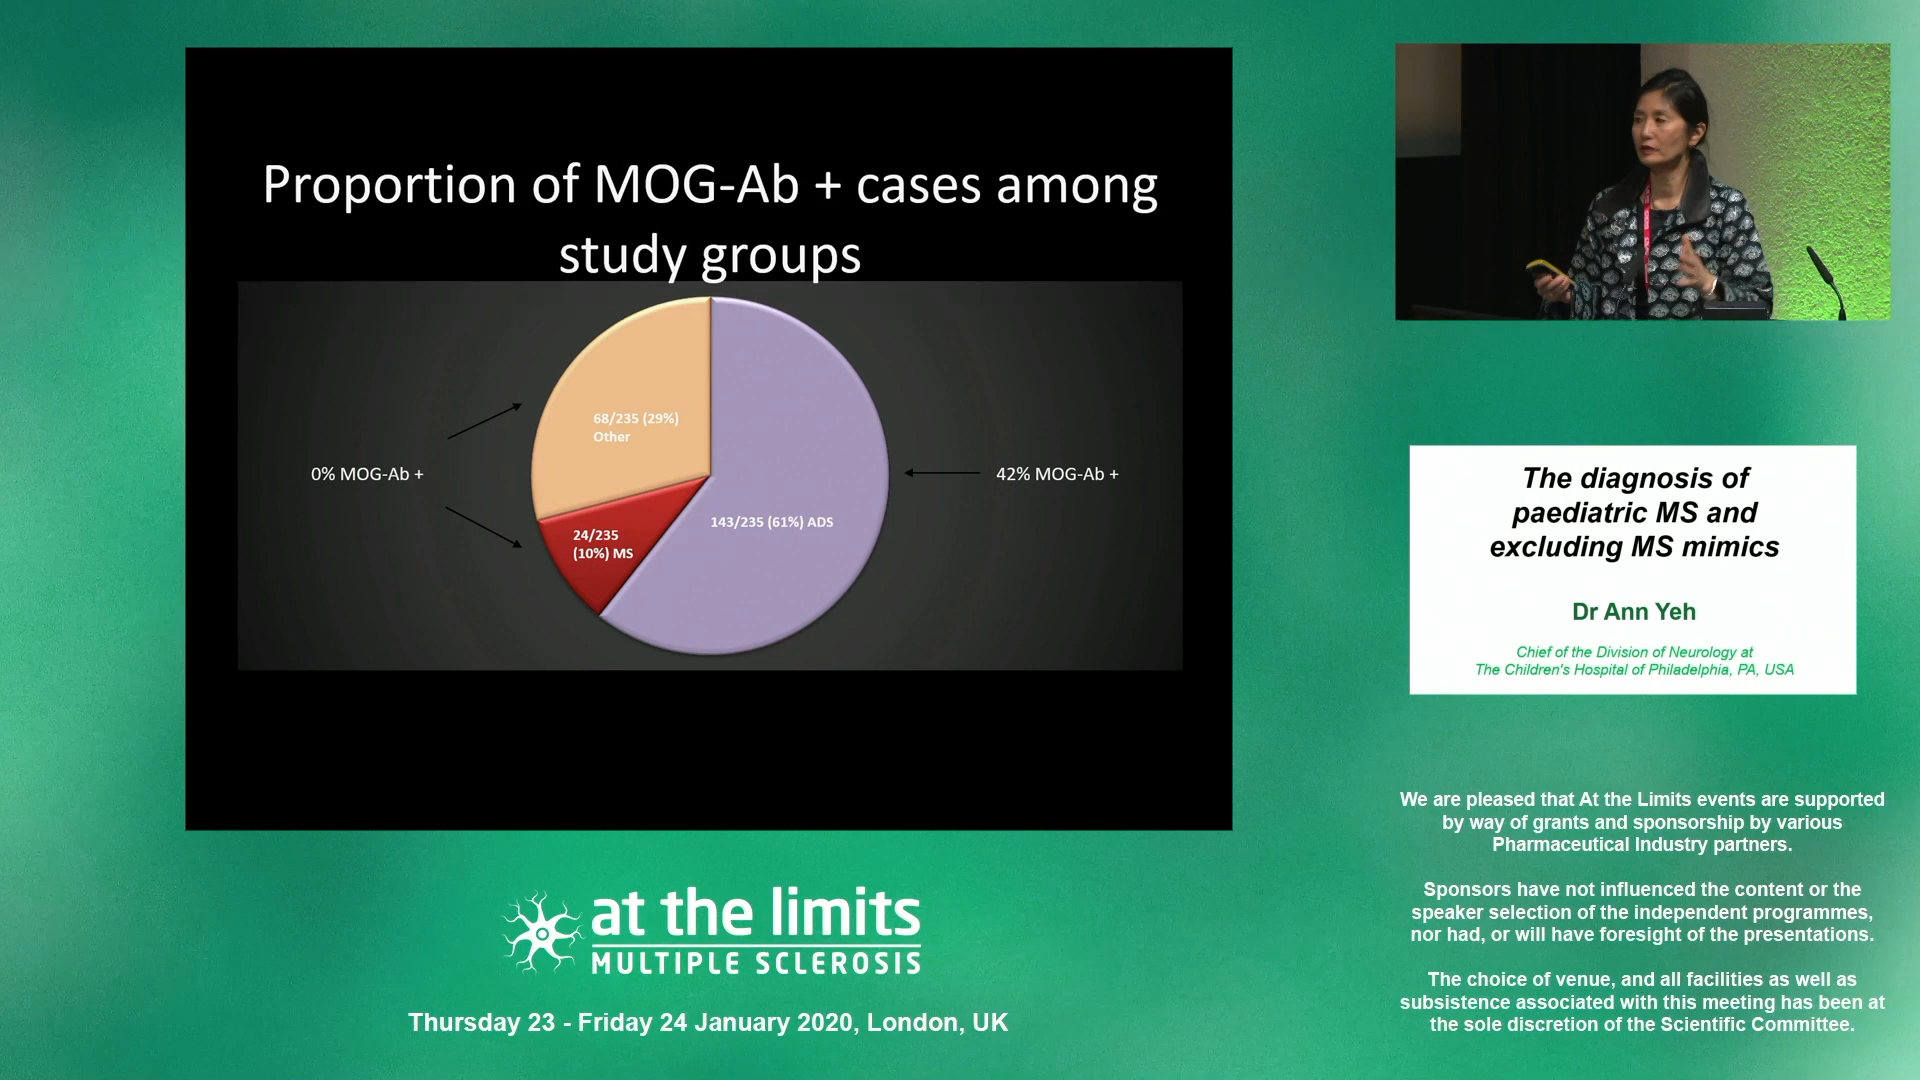 Proportion of MOG-Ab + cases among
study groups
68/235 (29%)
Other
0% MOG-Ab +
42% MOG-Ab +
143/235 (61%) ADS
24/235
(10%) MS
The diagnosis of
paediatric MS and
excluding MS mimics
Dr Ann Yeh
Chief of the Division of Neurology at
The Children's Hospital of Philadelphia, PA, USA
We are pleased that At the Limits events are supported
by way of grants and sponsorship by various
Pharmaceutical Industry partners.
Sponsors have not influenced the content or the
speaker selection of the independent programmes,
nor had, or will have foresight of the presentations.
The choice of venue, and all facilities as well as
subsistence associated with this meeting has been at
the sole discretion of the Scientific Committee.
at the limits
MULTIPLE SCLEROSIS
Thursday 23 - Friday 24 January 2020, London, UK